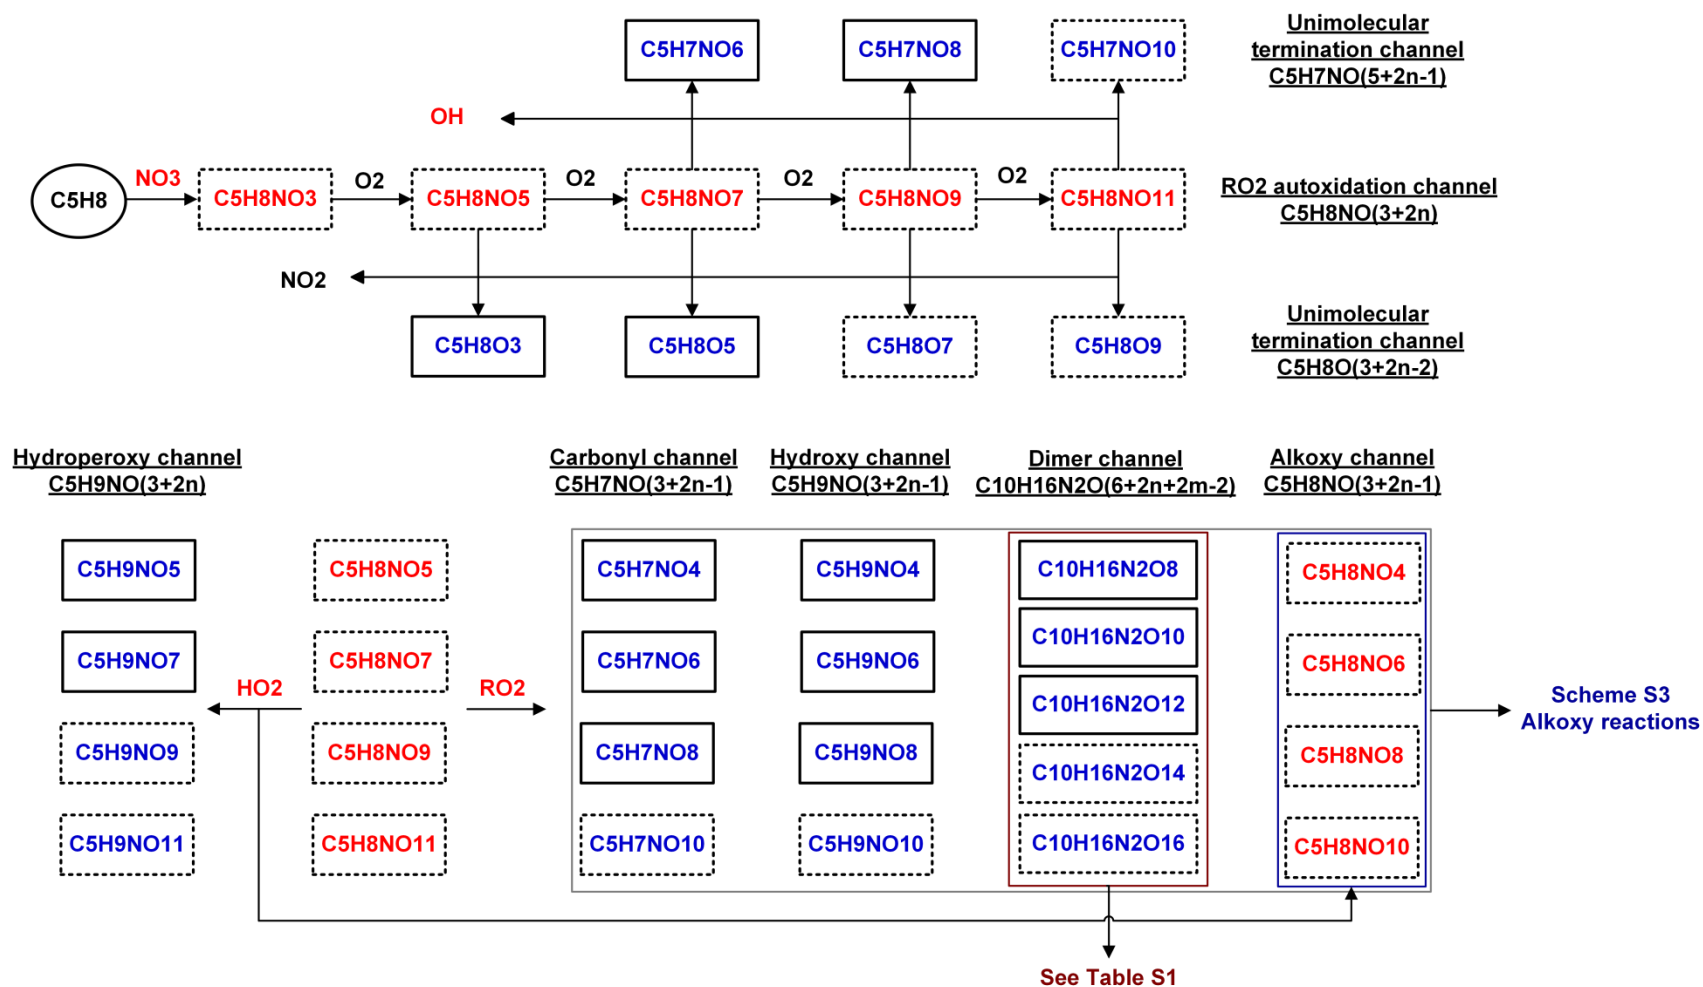 C5H7NO6
C5H7NO8
C5H7NO10
Unimolecular
termination channel
C5H7NO(5+2n-1)
OH
C5H8
NO3
C5H8NO3
O2
C5H8NO5
O2
C5H8NO7
O2
C5H8NO9
O2
C5H8NO11
RO2 autoxidation channel
C5H8NO(3+2n)
NO2
C5H8O3
C5H8O5
C5H8O7
C5H8O9
Unimolecular
termination channel
C5H8O(3+2n-2)
Hydroperoxy channel
C5H9NO(3+2n)
Carbonyl channel
C5H7NO(3+2n-1)
Hydroxy channel
C5H9NO(3+2n-1)
Dimer channel
C10H16N2O(6+2n+2m-2)
Alkoxy channel
C5H8NO(3+2n-1)
C5H9NO5
C5H8NO5
C5H7NO4
C5H9NO4
C10H16N2O8
C5H8NO4
C5H9NO7
C5H8NO7
C5H7NO6
C5H9NO6
C10H16N2O10
C5H8NO6
HO2
RO2
C10H16N2O12
Scheme S3
Alkoxy reactions
C5H9NO9
C5H8NO9
C5H7NO8
C5H9NO8
C10H16N2O14
C5H8NO8
C5H9NO11
C5H8NO11
C5H7NO10
C5H9NO10
C10H16N2O16
C5H8NO10
See Table S1